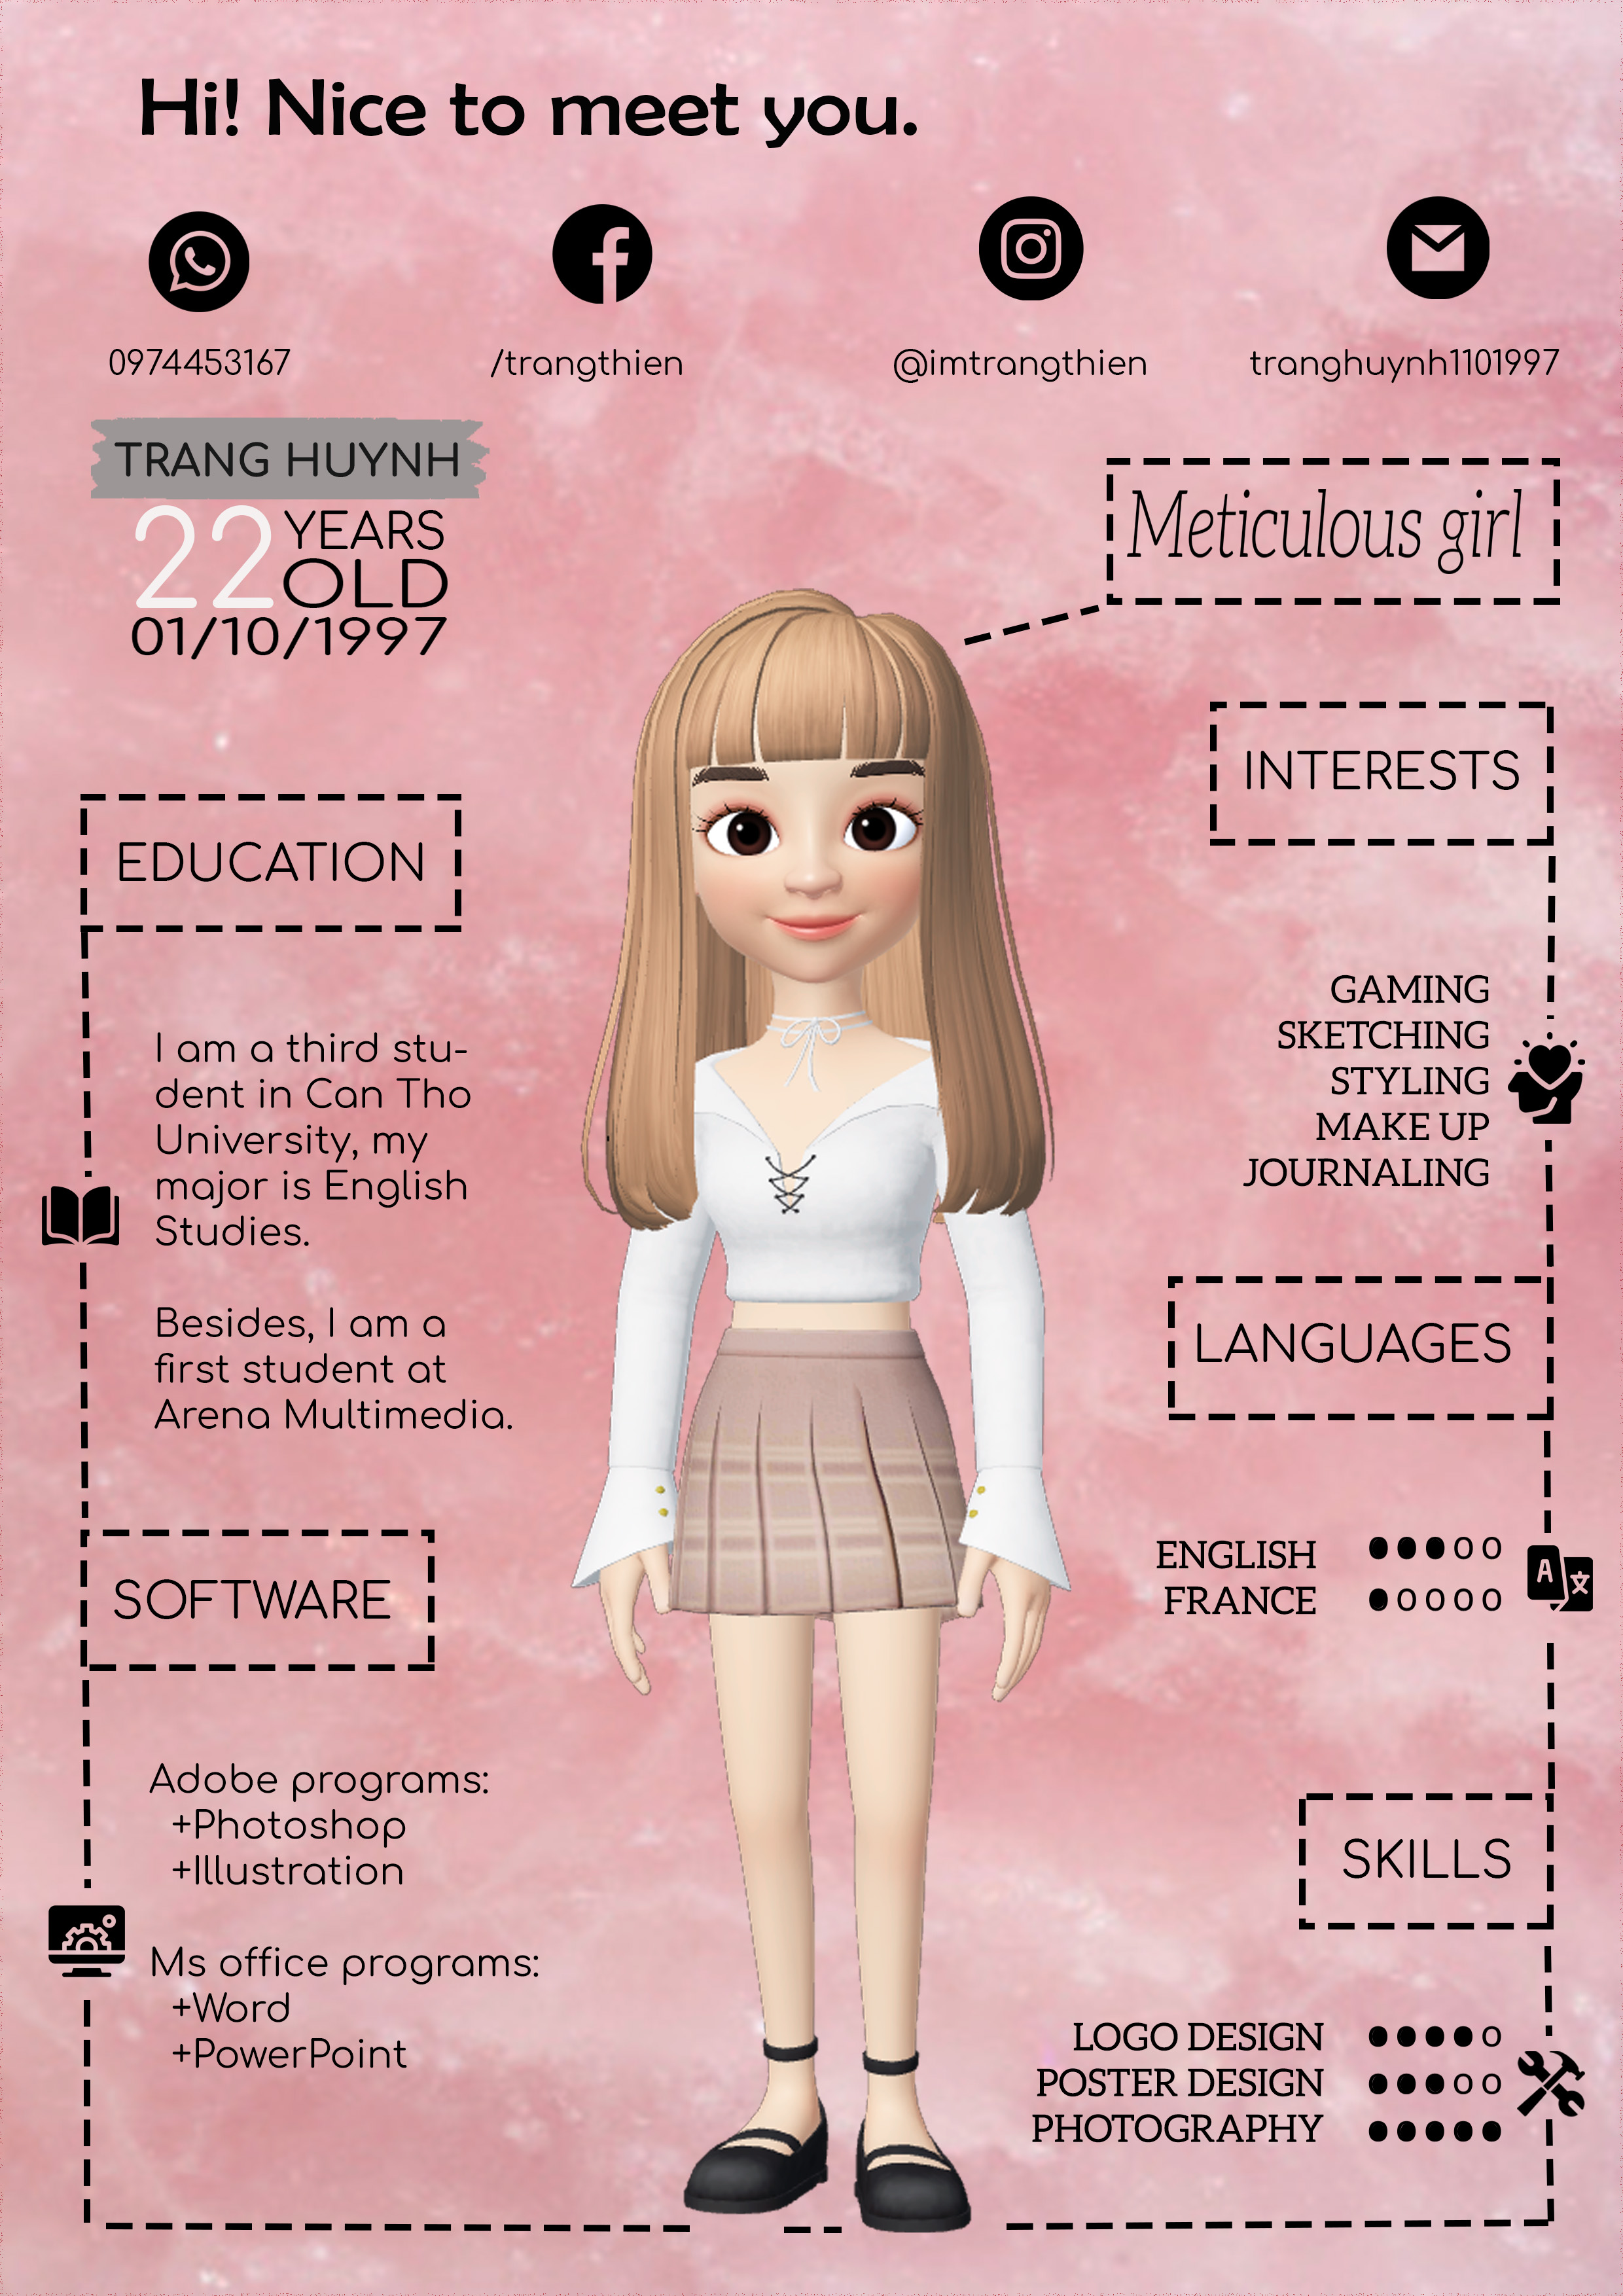 Hi! Nice to meet you.
0974453167
/trangthien
@imtrangthien
tranghuynh1101997
TRANG HUYNH
22 YEARS
OLD
01/10/1997
Meticulous girl
EDUCATION
I am a third stu-
dent in Can Tho
University, my
major is English
Studies.
Besides, I am a
first student at
Arena Multimedia.
SOFTWARE
Adobe programs:
+Photoshop
+Illustration
Ms office programs:
+Word
+PowerPoint
INTERESTS
GAMING
SKETCHING
STYLING
MAKE UP
JOURNALING
LANGUAGES
ENGLISH
FRANCE
SKILLS
LOGO DESIGN
POSTER DESIGN
PHOTOGRAPHY